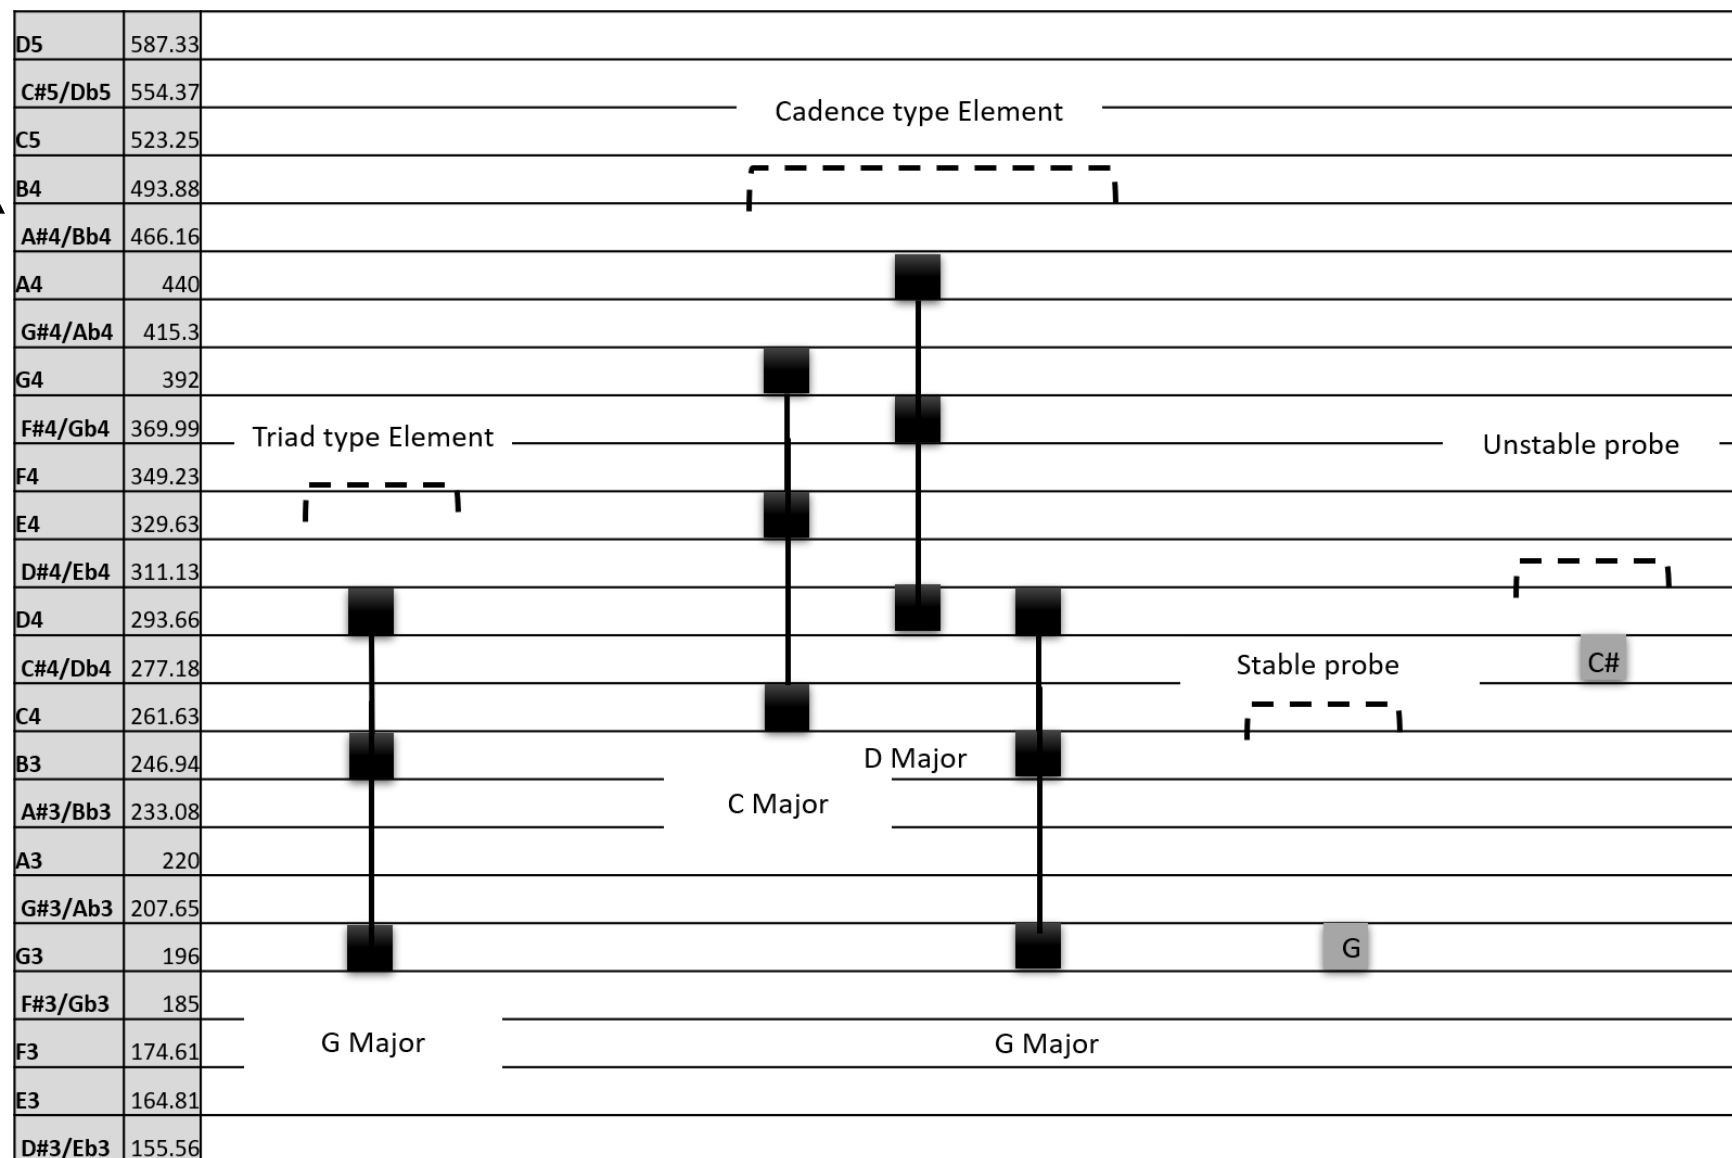 D5 587.33
C#5/Db5 554.37
Cadence type Element
C5 523.25
B4 493.88
A#4/Bb4 466.16
A4 440
G#4/Ab4 415.3
G4 392
F#4/Gb4 369.99
Triad type Element
Unstable probe
F4 349.23
E4 329.63
D#4/Eb4 311.13
D4 293.66
C#4/Db4 277.18
Stable probe
C#
C4 261.63
B3 246.94
D Major
A#3/Bb3 233.08
C Major
A3 220
G#3/Ab3 207.65
G3 196
G
F#3/Gb3 185
F3 174.61
G Major
G Major
E3 164.81
D#3/Eb3 155.56